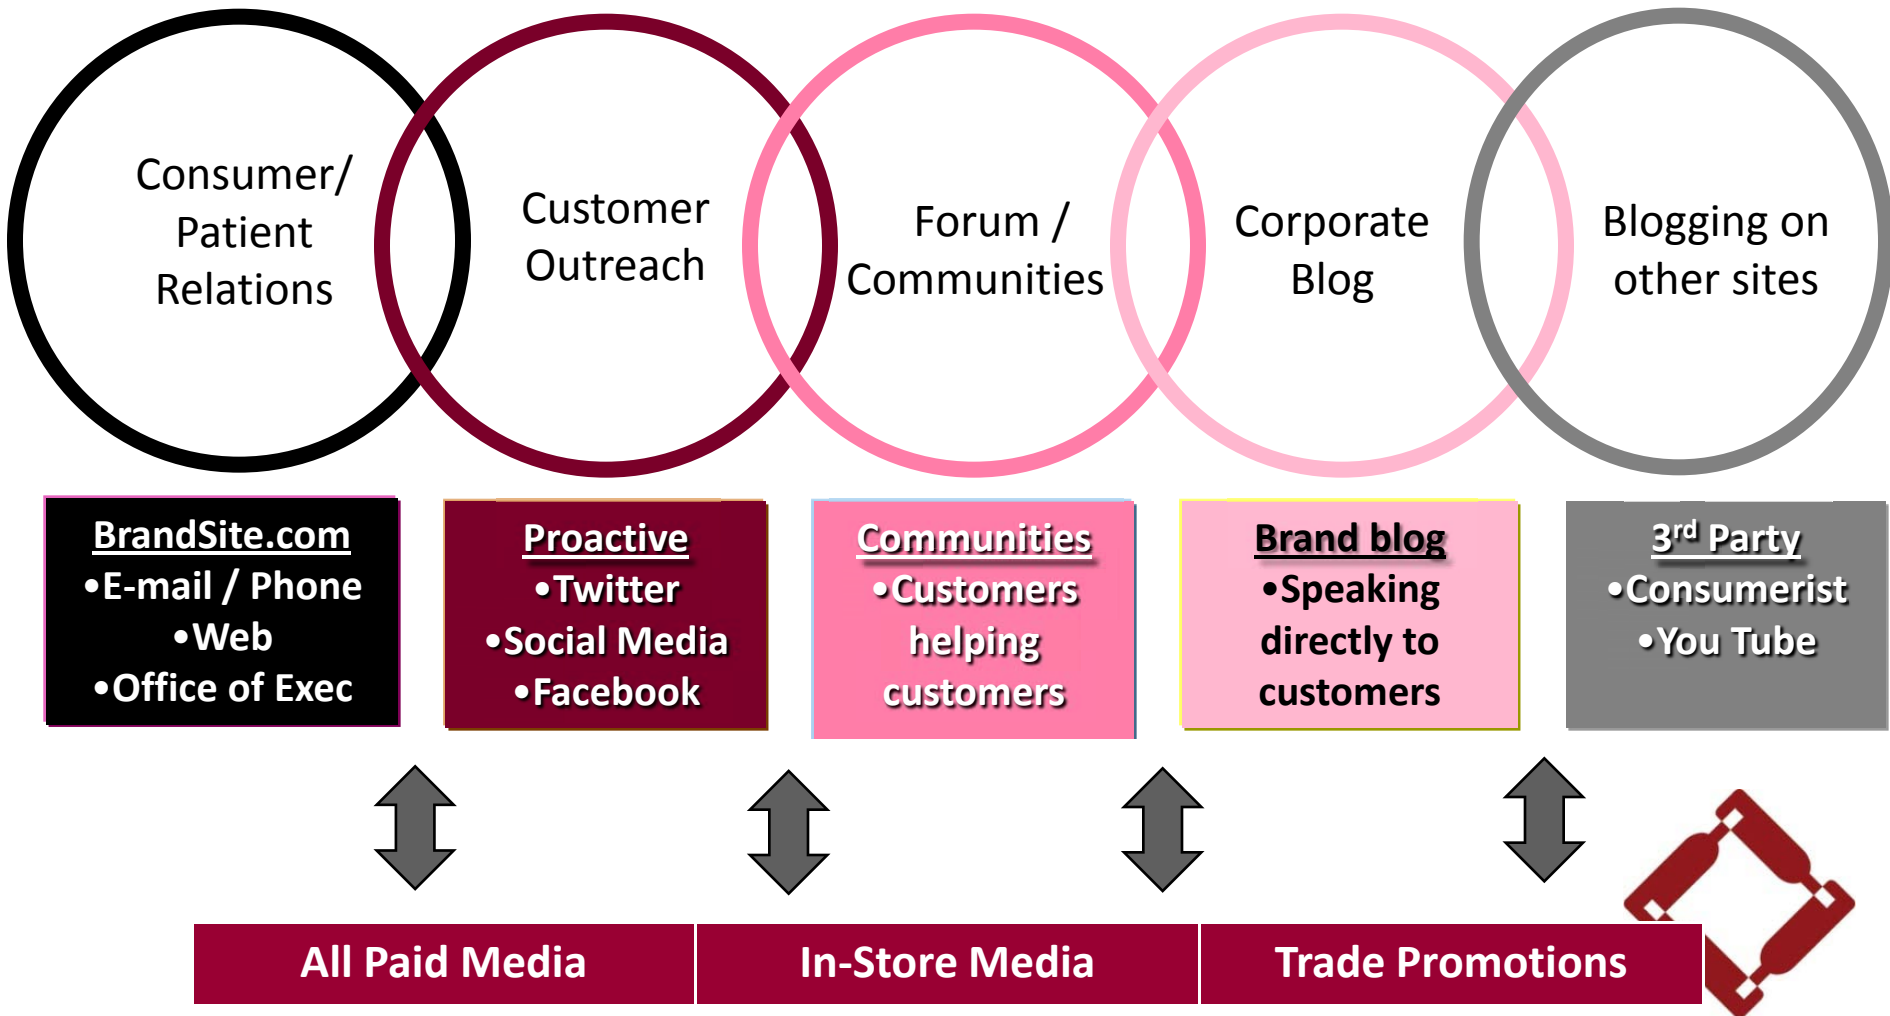 Consumer/
Patient
Relations
Customer
Outreach
Forum /
Communities
Corporate
Blog
Blogging on
other sites
BrandSite.com
•E-mail / Phone
•Web
•Office of Exec
Proactive
•Twitter
•Social Media
•Facebook
Communities
•Customers
helping
customers
Brand blog
•Speaking
directly to
customers
3rd Party
•Consumerist
•You Tube
All Paid Media
In-Store Media
Trade Promotions